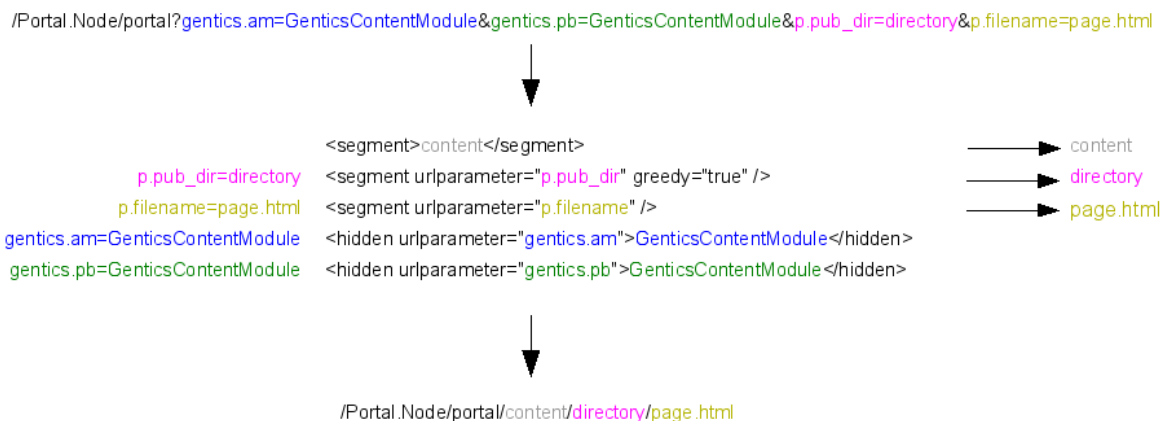 /Portal.Node/portal?gentics.am=GenticsContentModule&gentics.pb=GenticsContentModule&p.pub_dir=directory&p.filename=page.html
<segment>content</segment> content
p.pub_dir=directory <segment urlparameter="p.pub_dir" greedy="true" /> directory
p.filename=page.html <segment urlparameter="p.filename" /> page.html
gentics.am=GenticsContentModule <hidden urlparameter="gentics.am">GenticsContentModule</hidden>
gentics.pb=GenticsContentModule <hidden urlparameter="gentics.pb">GenticsContentModule</hidden>
/Portal.Node/portal/content/directory/page.html